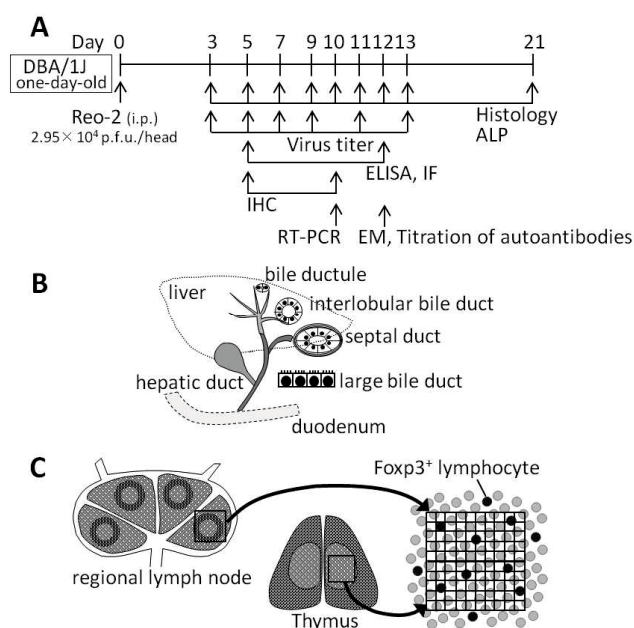 A
Day 0 3 5 7 9 10 11 12 13 21
DBA/1J
one-day-old
Reo-2 (i.p.)
2.95×10⁴ p.f.u./head
Histology
ALP
Virus titer
ELISA, IF
IHC
RT-PCR EM, Titration of autoantibodies
B
bile ductule
liver
interlobular bile duct
septal duct
hepatic duct
large bile duct
duodenum
C
Foxp3⁺ lymphocyte
regional lymph node
Thymus